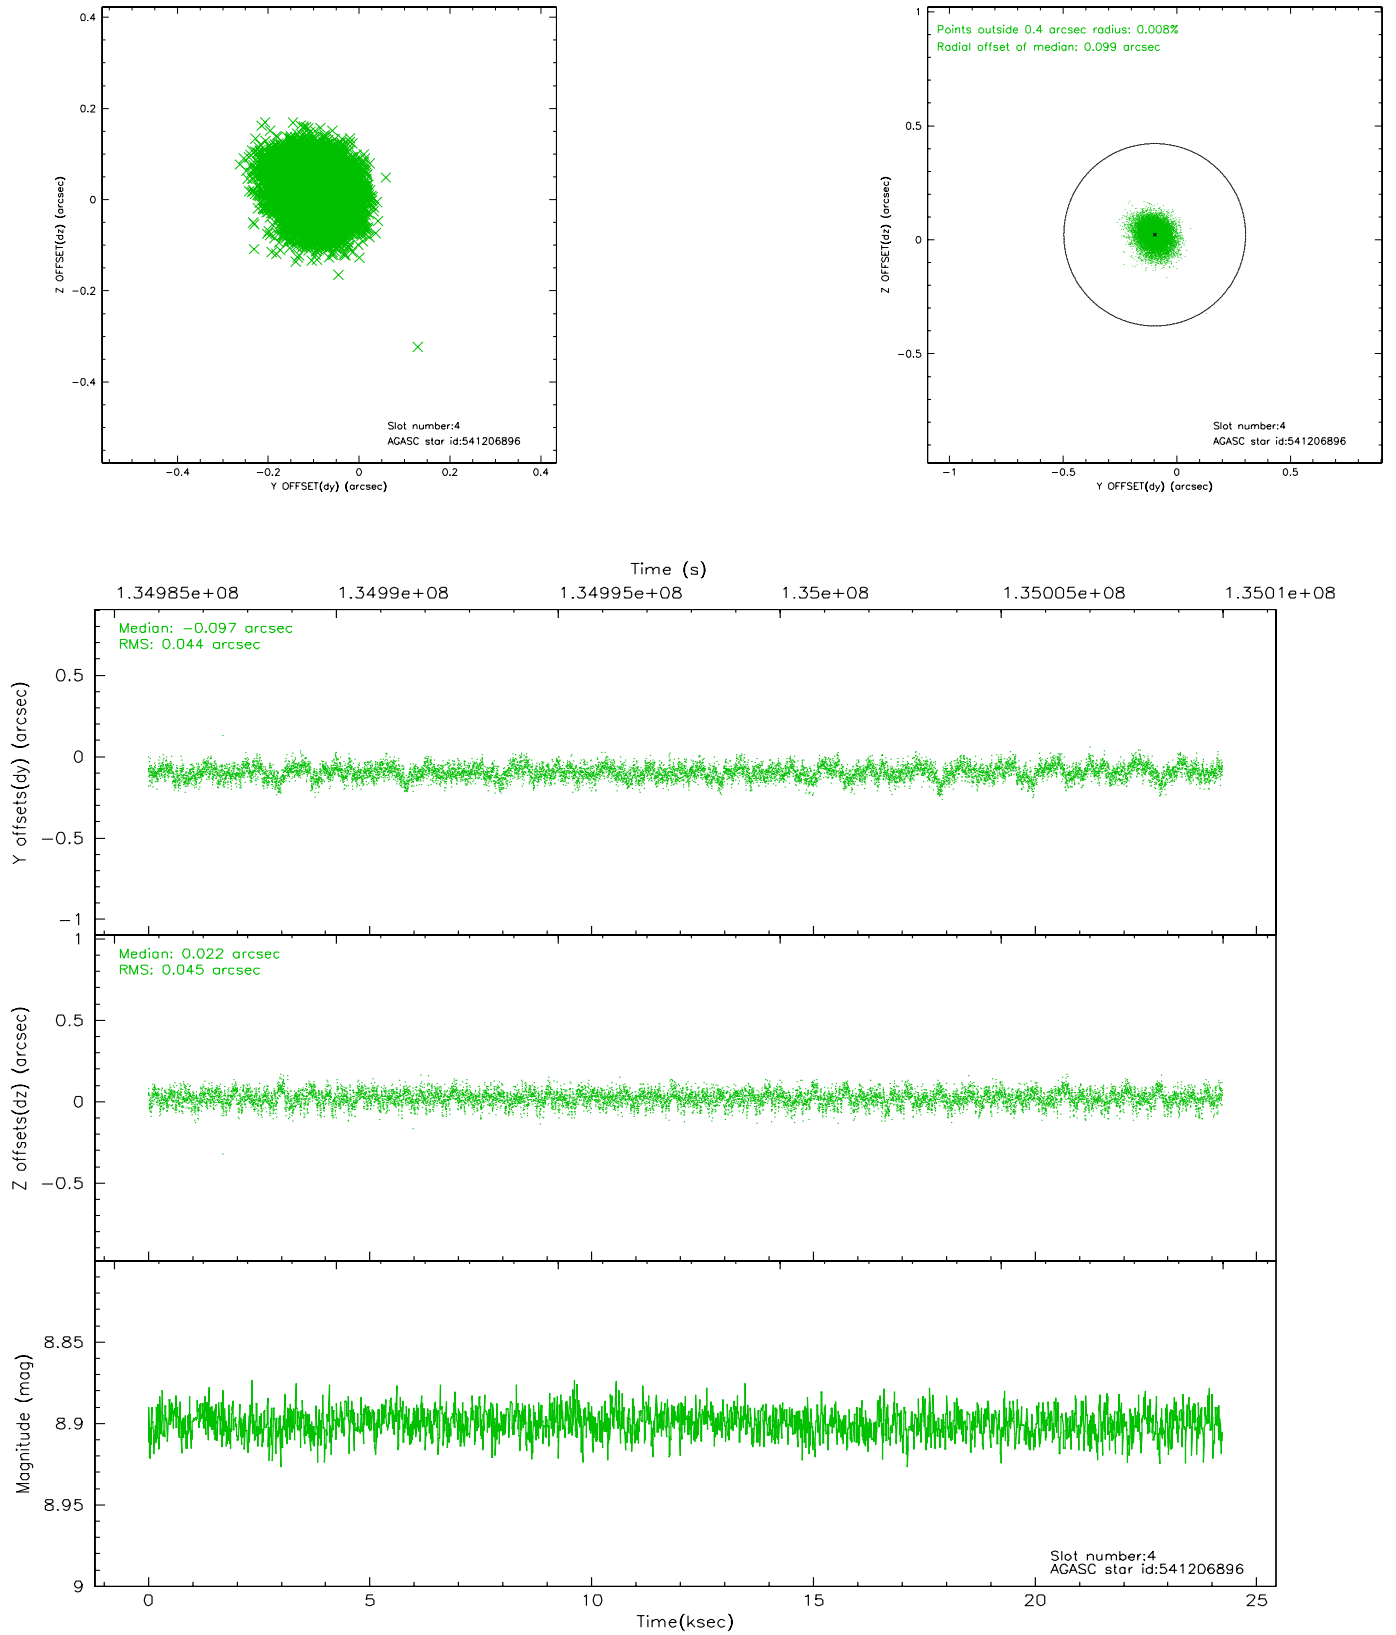 0.4
0.2
0
−0.2
−0.4
Z OFFSET(dz) (arcsec)
Slot number:4
AGASC star id:541206896
−0.4 −0.2 0 0.2 0.4
Y OFFSET(dy) (arcsec)
Points outside 0.4 arcsec radius: 0.008%
Radial offset of median: 0.099 arcsec
1
0.5
0
−0.5
Z OFFSET(dz) (arcsec)
Slot number:4
AGASC star id:541206896
−1 −0.5 0 0.5
Y OFFSET(dy) (arcsec)
Time (s)
1.34985e+08 1.3499e+08 1.34995e+08 1.35e+08 1.35005e+08 1.3501e+08
Median: −0.097 arcsec
RMS: 0.044 arcsec
0.5
0
−0.5
−1
Y offsets(dy) (arcsec)
Median: 0.022 arcsec
RMS: 0.045 arcsec
1
0.5
0
−0.5
Z offsets(dz) (arcsec)
8.85
8.9
8.95
9
Magnitude (mag)
Slot number:4
AGASC star id:541206896
0 5 10 15 20 25
Time(ksec)